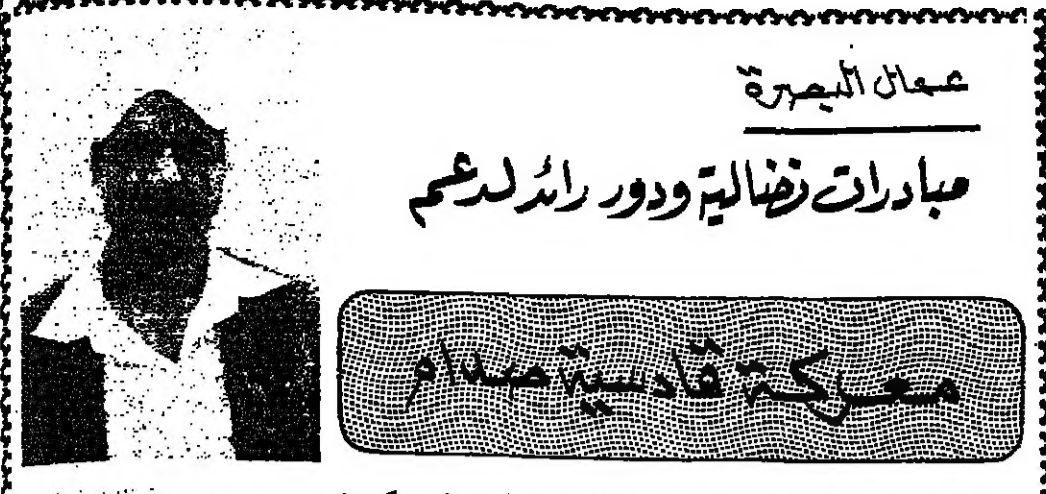 عمال البصرة
مبادرات نضالية ودور رائد لدعم
معركة قادسية صدام